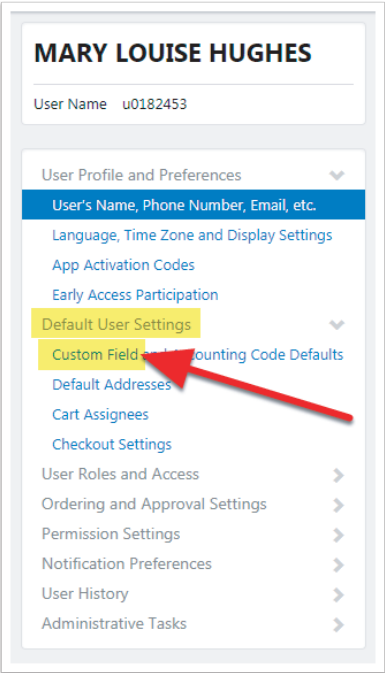 MARY LOUISE HUGHES
User Name u0182453
User Profile and Preferences
User's Name, Phone Number, Email, etc.
Language, Time Zone and Display Settings
App Activation Codes
Early Access Participation
Default User Settings
Custom Field and Accounting Code Defaults
Default Addresses
Cart Assignees
Checkout Settings
User Roles and Access
Ordering and Approval Settings
Permission Settings
Notification Preferences
User History
Administrative Tasks